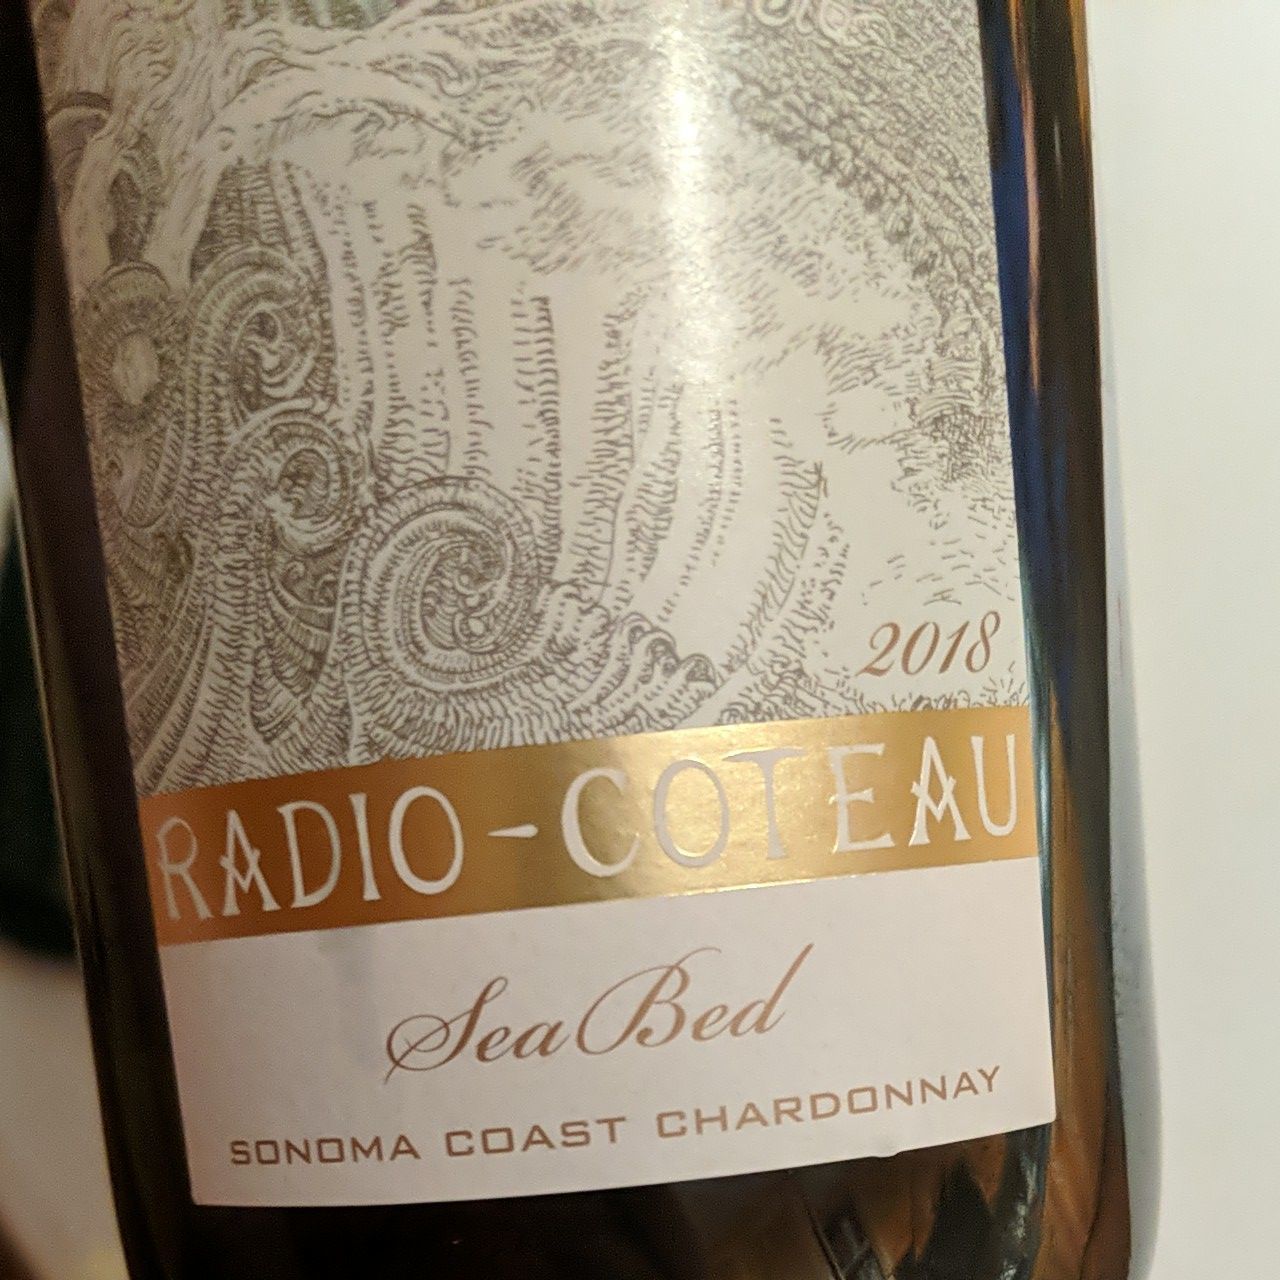 2018
RADIO-COTEAU
SeaBed
SONOMA COAST CHARDONNAY